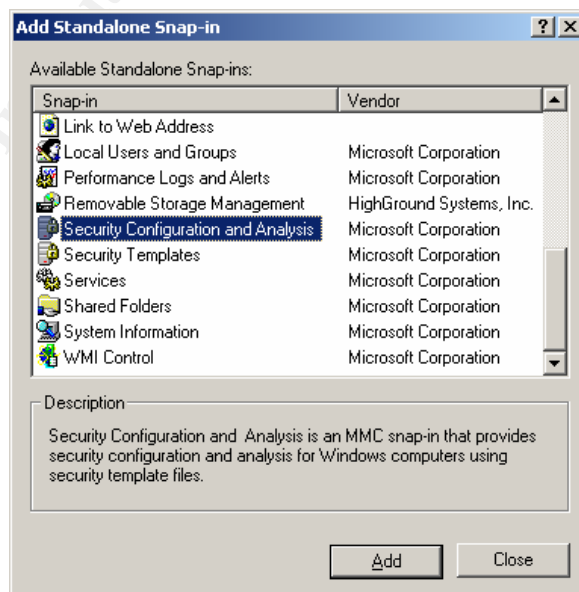 Add Standalone Snap-in
Available Standalone Snap-ins:
Snap-in Vendor
Link to Web Address
Local Users and Groups Microsoft Corporation
Performance Logs and Alerts Microsoft Corporation
Removable Storage Management HighGround Systems, Inc.
Security Configuration and Analysis Microsoft Corporation
Security Templates Microsoft Corporation
Services Microsoft Corporation
Shared Folders Microsoft Corporation
System Information Microsoft Corporation
WMI Control Microsoft Corporation
Description
Security Configuration and Analysis is an MMC snap-in that provides
security configuration and analysis for Windows computers using
security template files.
Add Close